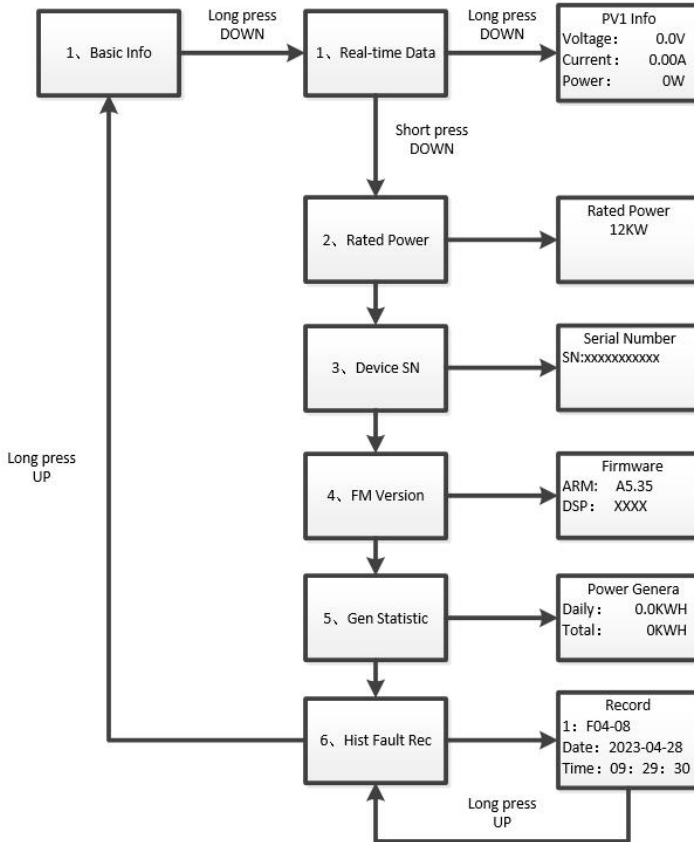 Long press
DOWN
Long press
DOWN
1、Basic Info
1、Real-time Data
PV1 Info
Voltage： 0.0V
Current： 0.00A
Power： 0W
Short press
DOWN
2、Rated Power
Rated Power
12KW
3、Device SN
Serial Number
SN:xxxxxxxxxxx
Long press
UP
4、FM Version
Firmware
ARM: A5.35
DSP： XXXX
5、Gen Statistic
Power Genera
Daily： 0.0KWH
Total： 0KWH
6、Hist Fault Rec
Record
1：F04-08
Date：2023-04-28
Time：09：29：30
Long press
UP